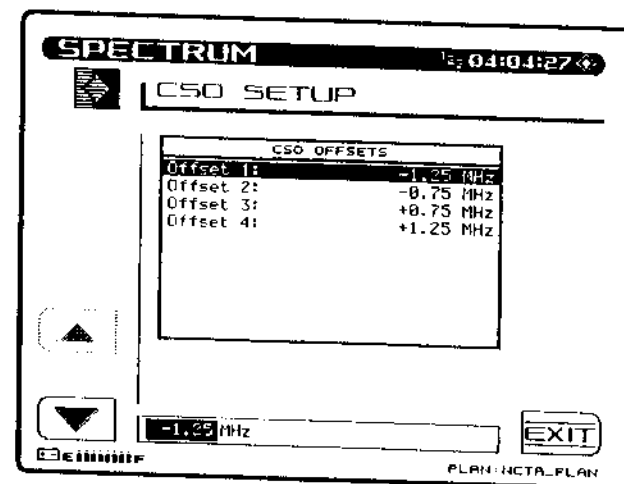 SPECTRUM 04:04:27
CSO SETUP
CSO OFFSETS
Offset 1: -1.25 MHz
Offset 2: -0.75 MHz
Offset 3: +0.75 MHz
Offset 4: +1.25 MHz
-1.25 MHz
EXIT
E F
PLAN:NCTA_PLAN